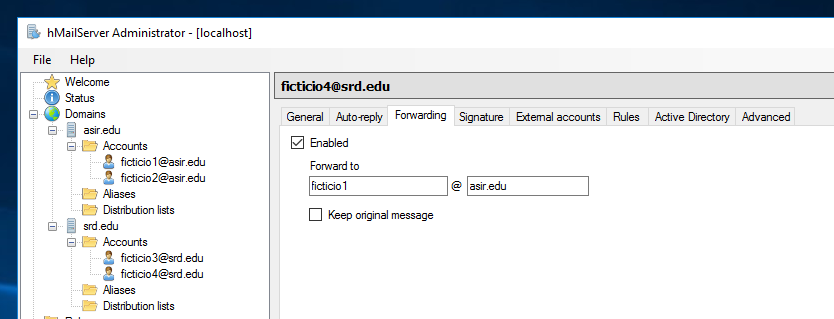 hMailServer Administrator - [localhost]
File Help
Welcome
Status
Domains
asir.edu
Accounts
ficticio1@asir.edu
ficticio2@asir.edu
Aliases
Distribution lists
srd.edu
Accounts
ficticio3@srd.edu
ficticio4@srd.edu
Aliases
Distribution lists
ficticio4@srd.edu
General Auto-reply Forwarding Signature External accounts Rules Active Directory Advanced
Enabled
Forward to
ficticio1 @ asir.edu
Keep original message